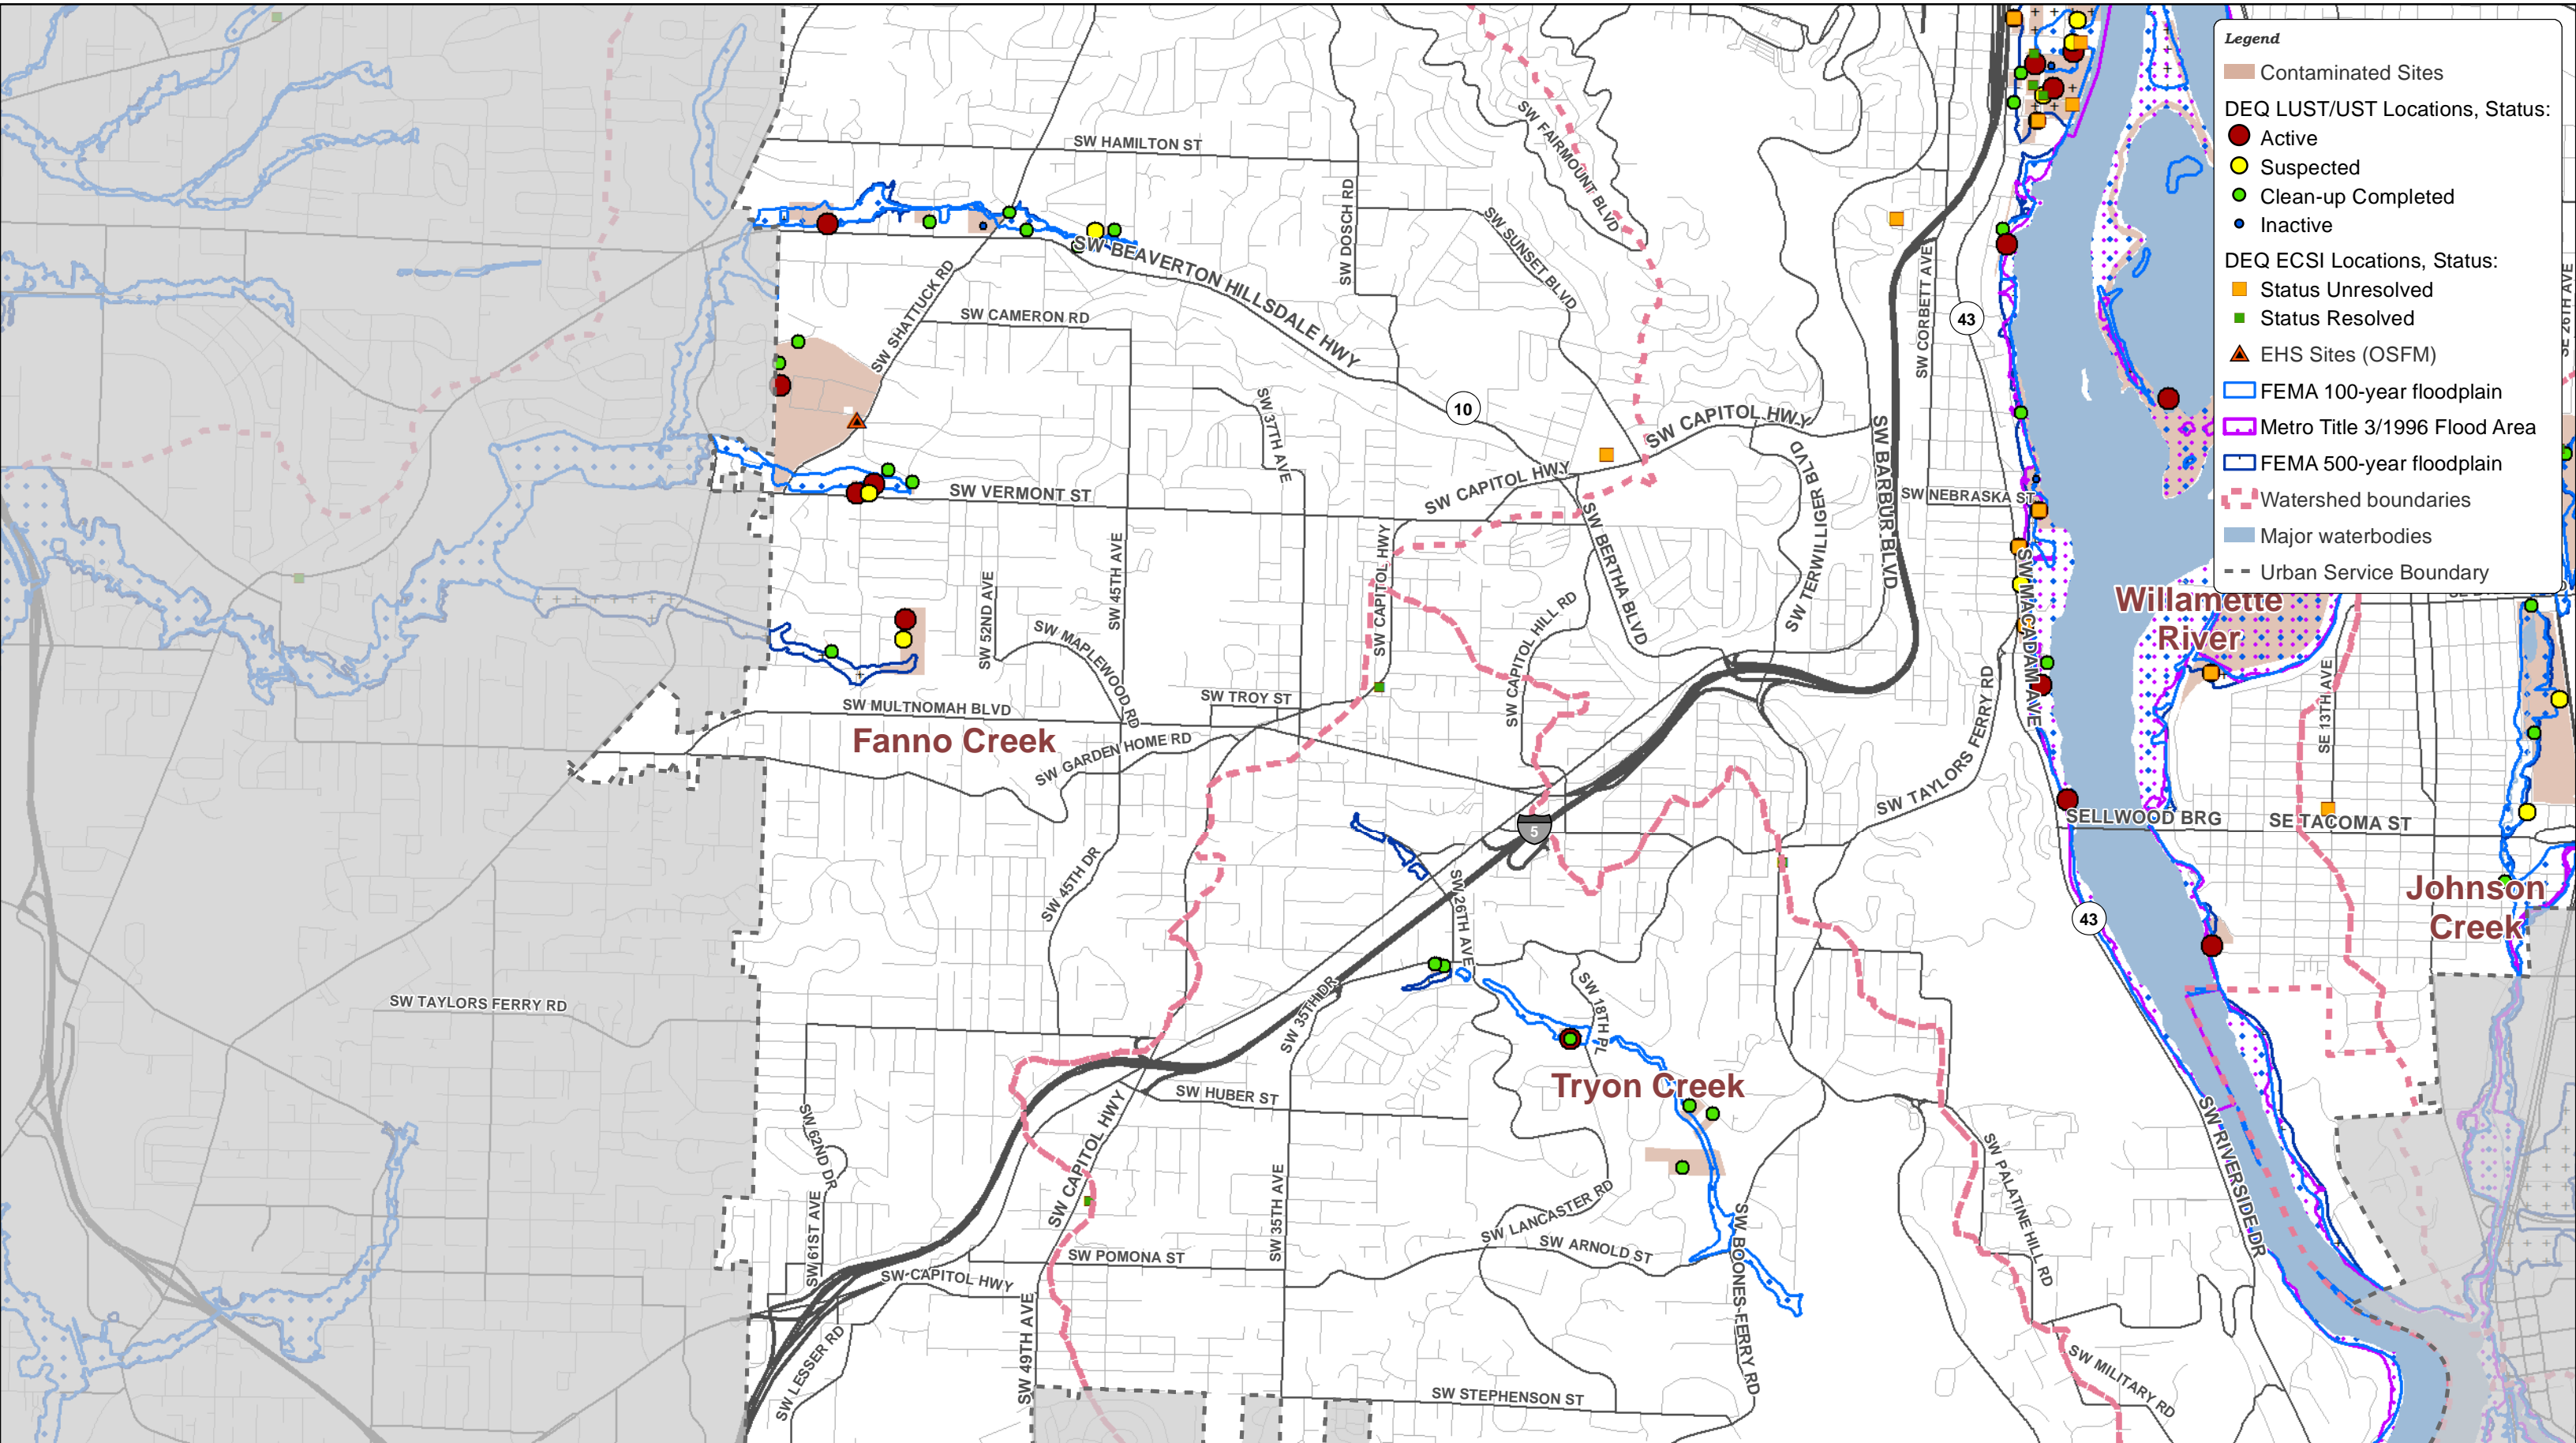 Legend
Contaminated Sites
DEQ LUST/UST Locations, Status:
Active
Suspected
Clean-up Completed
Inactive
DEQ ECSI Locations, Status:
Status Unresolved
Status Resolved
EHS Sites (OSFM)
FEMA 100-year floodplain
Metro Title 3/1996 Flood Area
FEMA 500-year floodplain
Watershed boundaries
Major waterbodies
Urban Service Boundary
SW HAMILTON ST
SW DOSCH RD
SW FAIRMOUNT BLVD
SW SUNSET BLVD
SW BEAVERTON HILLSDALE HWY
SW SHATTUCK RD
SW CAMERON RD
SW CORBETT AVE
43
SE 26TH AVE
10
SW 37TH AVE
SW CAPITOL HWY
SW CAPITOL HWY
SW BARBUR BLVD
SW TERWILLIGER BLVD
SW VERMONT ST
SW NEBRASKA ST
SW BERTHA BLVD
SW CAPITOL HWY
SW 45TH AVE
SW 52ND AVE
SW MAPLEWOOD RD
SW CAPITOL HILL RD
SW MACADAM AVE
Willamette
River
SE 13TH AVE
SW TROY ST
SW MULTNOMAH BLVD
Fanno Creek
SW GARDEN HOME RD
SW TAYLORS FERRY RD
5
SELLWOOD BRG
SE TACOMA ST
SW 45TH DR
SW 26TH AVE
Johnson
Creek
43
SW TAYLORS FERRY RD
SW 35TH DR
SW 18TH PL
Tryon Creek
SW HUBER ST
SW 62ND DR
SW CAPITOL HWY
SW RIVERSIDE DR
SW PALATINE HILL RD
SW 61ST AVE
SW 35TH AVE
SW LANCASTER RD
SW ARNOLD ST
SW POMONA ST
SW CAPITOL HWY
SW BOONES-FERRY RD
SW 49TH AVE
SW LESSER RD
SW MILITARY RD
SW STEPHENSON ST